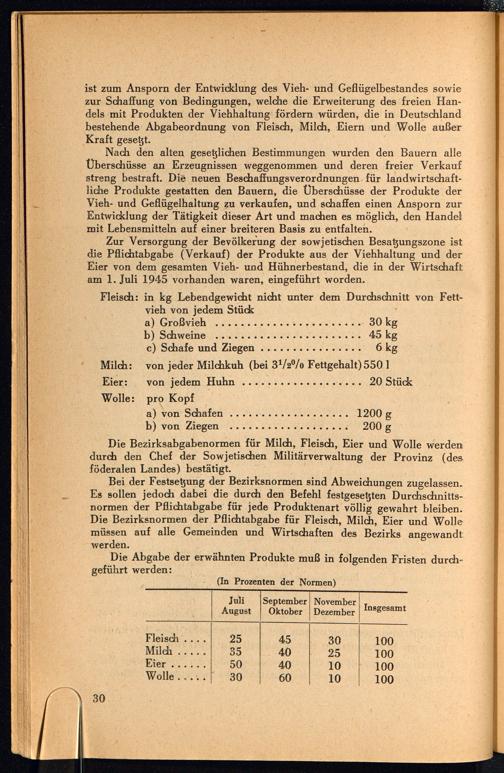 ist zum Ansporn der Entwicklung des Vieh- und Geflügelbestandes sowie
zur Schaffung von Bedingungen, welche die Erweiterung des freien Han-
dels mit Produkten der Viehhaltung fördern würden, die in Deutschland
bestehende Abgabeordnung von Fleisch, Milch, Eiern und Wolle außer
Kraft gesetzt.
Nach den alten gesetzlichen Bestimmungen wurden den Bauern alle
Überschüsse an Erzeugnissen weggenommen und deren freier Verkauf
streng bestraft. Die neuen Beschaffungsverordnungen für landwirtschaft-
liche Produkte gestatten den Bauern, die Überschüsse der Produkte der
Vieh- und Geflügelhaltung zu verkaufen, und schaffen einen Ansporn zur
Entwicklung der Tätigkeit dieser Art und machen es möglich, den Handel
mit Lebensmitteln auf einer breiteren Basis zu entfalten.
Zur Versorgung der Bevölkerung der sowjetischen Besatzungszone ist
die Pflichtabgabe (Verkauf) der Produkte aus der Viehhaltung und der
Eier von dem gesamten Vieh- und Hühnerbestand, die in der Wirtschaft
am 1. Juli 1945 vorhanden waren, eingeführt worden.
Fleisch: in kg Lebendgewicht nicht unter dem Durchschnitt von Fett-
vieh von jedem Stück
a) Großvieh ...................... 30 kg
b) Schweine ...................... 45 kg
c) Schafe und Ziegen ............... 6 kg
Milch: von jeder Milchkuh (bei 3¹/₂⁰/₀ Fettgehalt) 550 l
Eier: von jedem Huhn .................. 20 Stück
Wolle: pro Kopf
a) von Schafen .................. 1200 g
b) von Ziegen .................. 200 g
Die Bezirksabgabenormen für Milch, Fleisch, Eier und Wolle werden
durch den Chef der Sowjetischen Militärverwaltung der Provinz (des
föderalen Landes) bestätigt.
Bei der Festsetzung der Bezirksnormen sind Abweichungen zugelassen.
Es sollen jedoch dabei die durch den Befehl festgesetzten Durchschnitts-
normen der Pflichtabgabe für jede Produktenart völlig gewahrt bleiben.
Die Bezirksnormen der Pflichtabgabe für Fleisch, Milch, Eier und Wolle
müssen auf alle Gemeinden und Wirtschaften des Bezirks angewandt
werden.
Die Abgabe der erwähnten Produkte muß in folgenden Fristen durch-
geführt werden:
(In Prozenten der Normen)
Juli August September Oktober November Dezember Insgesamt
Fleisch .... 25 45 30 100
Milch ..... 35 40 25 100
Eier ...... 50 40 10 100
Wolle ..... 30 60 10 100
30